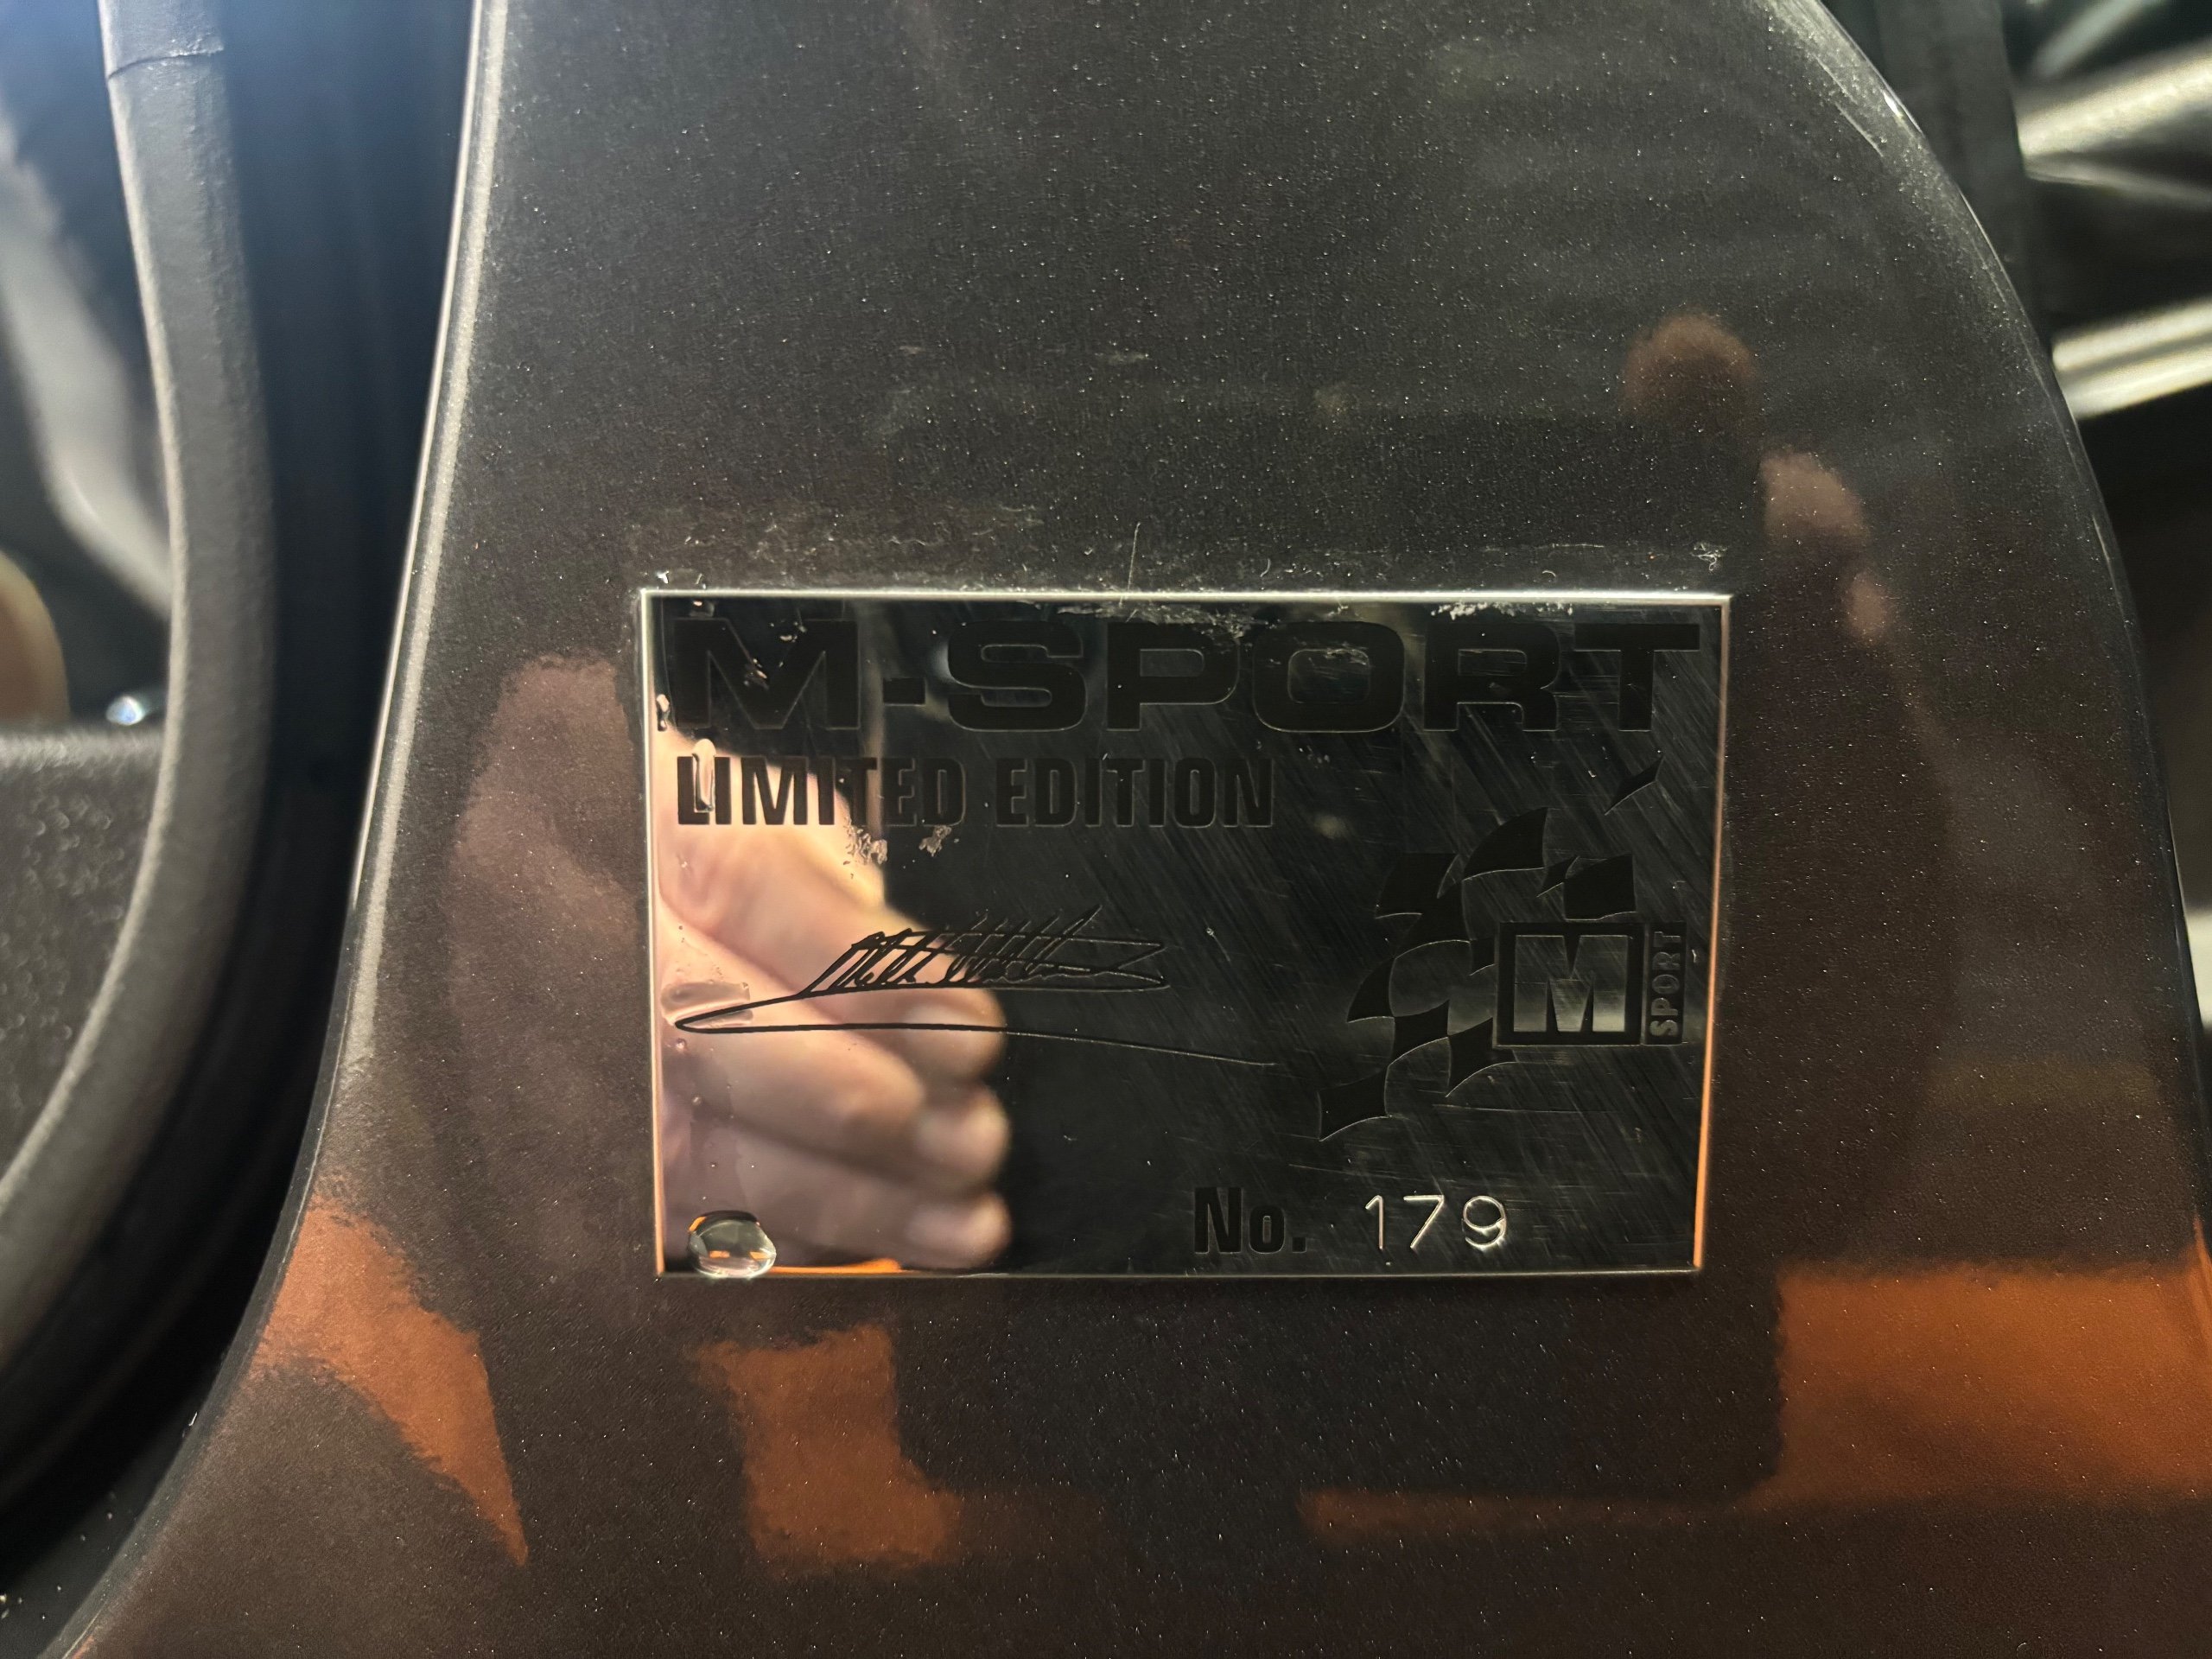 M-SPORT
LIMITED EDITION
M
SPORT
No. 179